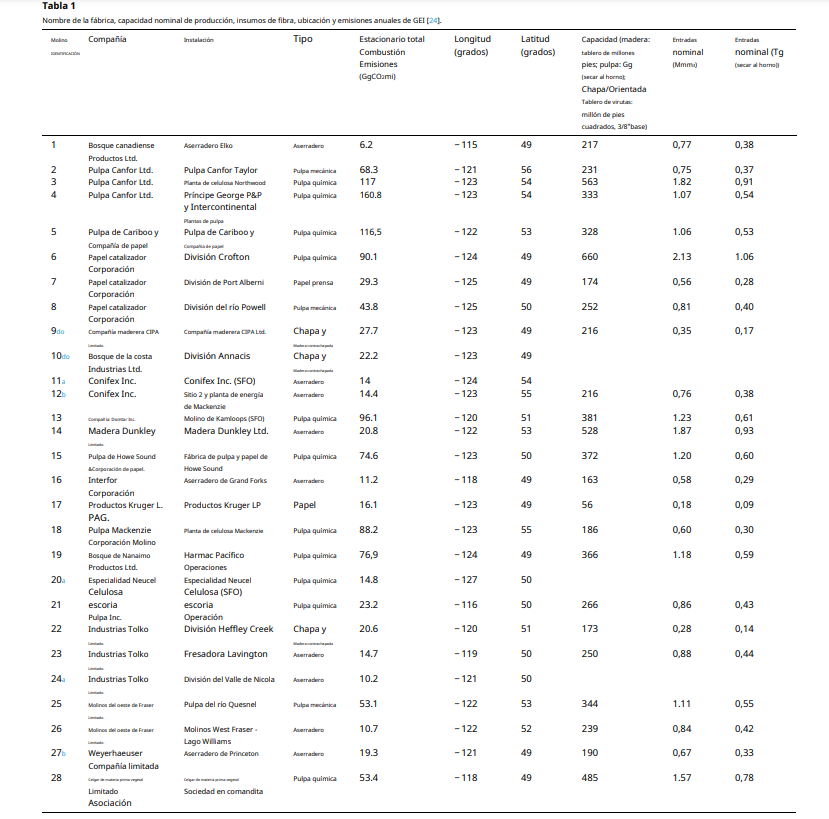 Tabla 1
Nombre de la fábrica, capacidad nominal de producción, insumos de fibra, ubicación y emisiones anuales de GEI [24].
Molino IDENTIFICACIÓN Compañía Instalación Tipo Estacionario total Combustión Emisiones (GgCO2mi) Longitud (grados) Latitud (grados) Capacidad (madera: tablero de millones pies; pulpa: Gg (secar al horno); Chapa/Orientada Tablero de virutas: millón de pies cuadrados, 3/8"base) Entradas nominal (Mmm3) Entradas nominal (Tg (secar al horno))
1 Bosque canadiense Aserradero Elko Aserradero 6.2 −115 49 217 0,77 0,38
Productos Ltd.
2 Pulpa Canfor Ltd. Pulpa Canfor Taylor Pulpa mecánica 68.3 −121 56 231 0,75 0,37
3 Pulpa Canfor Ltd. Planta de celulosa Northwood Pulpa química 117 −123 54 563 1.82 0,91
4 Pulpa Canfor Ltd. Príncipe George P&P Pulpa química 160.8 −123 54 333 1.07 0,54
y Intercontinental
Plantas de pulpa
5 Pulpa de Cariboo y Pulpa de Cariboo y Pulpa química 116,5 −122 53 328 1.06 0,53
Compañía de papel Compañía de papel
6 Papel catalizador División Crofton Pulpa química 90.1 −124 49 660 2.13 1.06
Corporación
7 Papel catalizador División de Port Alberni Papel prensa 29.3 −125 49 174 0,56 0,28
Corporación
8 Papel catalizador División del río Powell Pulpa mecánica 43.8 −125 50 252 0,81 0,40
Corporación
9do Compañía maderera CIPA Compañía maderera CIPA Ltd. Chapa y 27.7 −123 49 216 0,35 0,17
Limitado Madera contrachapada
10do Bosque de la costa División Annacis Chapa y 22.2 −123 49
Industrias Ltd. Madera contrachapada
11a Conifex Inc. Conifex Inc. (SFO) Aserradero 14 −124 54
12b Conifex Inc. Sitio 2 y planta de energía Aserradero 14.4 −123 55 216 0,76 0,38
de Mackenzie
13 Compañía Domtar Inc. Molino de Kamloops (SFO) Pulpa química 96.1 −120 51 381 1.23 0,61
14 Madera Dunkley Madera Dunkley Ltd. Aserradero 20.8 −122 53 528 1.87 0,93
Limitado.
15 Pulpa de Howe Sound Fábrica de pulpa y papel de Pulpa química 74.6 −123 50 372 1.20 0,60
&Corporación de papel. Howe Sound
16 Interfor Aserradero de Grand Forks Aserradero 11.2 −118 49 163 0,58 0,29
Corporación
17 Productos Kruger L. Productos Kruger LP Papel 16.1 −123 49 56 0,18 0,09
PAG.
18 Pulpa Mackenzie Planta de celulosa Mackenzie Pulpa química 88.2 −123 55 186 0,60 0,30
Corporación Molino
19 Bosque de Nanaimo Harmac Pacífico Pulpa química 76,9 −124 49 366 1.18 0,59
Productos Ltd. Operaciones
20a Especialidad Neucel Especialidad Neucel Pulpa química 14.8 −127 50
Celulosa Celulosa (SFO)
21 escoria escoria Pulpa química 23.2 −116 50 266 0,86 0,43
Pulpa Inc. Operación
22 Industrias Tolko División Heffley Creek Chapa y 20.6 −120 51 173 0,28 0,14
Limitado. Madera contrachapada
23 Industrias Tolko Fresadora Lavington Aserradero 14.7 −119 50 250 0,88 0,44
Limitado.
24a Industrias Tolko División del Valle de Nicola Aserradero 10.2 −121 50
Limitado.
25 Molinos del oeste de Fraser Pulpa del río Quesnel Pulpa mecánica 53.1 −122 53 344 1.11 0,55
Limitado.
26 Molinos del oeste de Fraser Molinos West Fraser - Aserradero 10.7 −122 52 239 0,84 0,42
Limitado. Lago Williams
27b Weyerhaeuser Aserradero de Princeton Aserradero 19.3 −121 49 190 0,67 0,33
Compañía limitada
28 Celgar de materia prima vegetal Celgar de materia prima vegetal Pulpa química 53.4 −118 49 485 1.57 0,78
Limitado Sociedad en comandita
Asociación